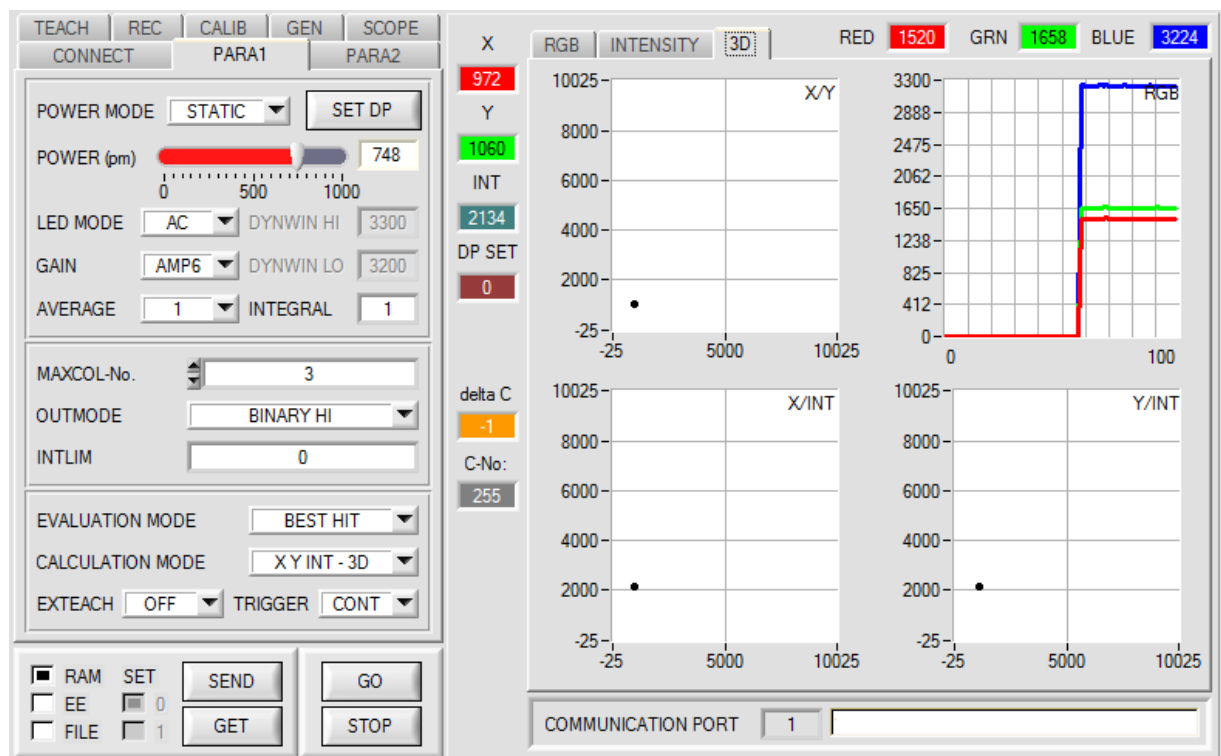 TEACH REC CALIB GEN SCOPE
CONNECT PARA1 PARA2
POWER MODE STATIC SET DP
POWER (pm) 748
0 500 1000
LED MODE AC DYNWIN HI 3300
GAIN AMP6 DYNWIN LO 3200
AVERAGE 1 INTEGRAL 1
MAXCOL-No. 3
OUTMODE BINARY HI
INTLIM 0
EVALUATION MODE BEST HIT
CALCULATION MODE X Y INT - 3D
EXTEACH OFF TRIGGER CONT
RAM SET SEND GO
EE 0
FILE 1 GET STOP
X
972
Y
1060
INT
2134
DP SET
0
delta C
-1
C-No:
255
RGB INTENSITY 3D RED 1520 GRN 1658 BLUE 3224
X/Y
10025
8000
6000
4000
2000
-25
-25 5000 10025
RGB
3300
2888
2475
2062
1650
1238
825
412
0
0 100
X/INT
10025
8000
6000
4000
2000
-25
-25 5000 10025
Y/INT
10025
8000
6000
4000
2000
-25
-25 5000 10025
COMMUNICATION PORT 1